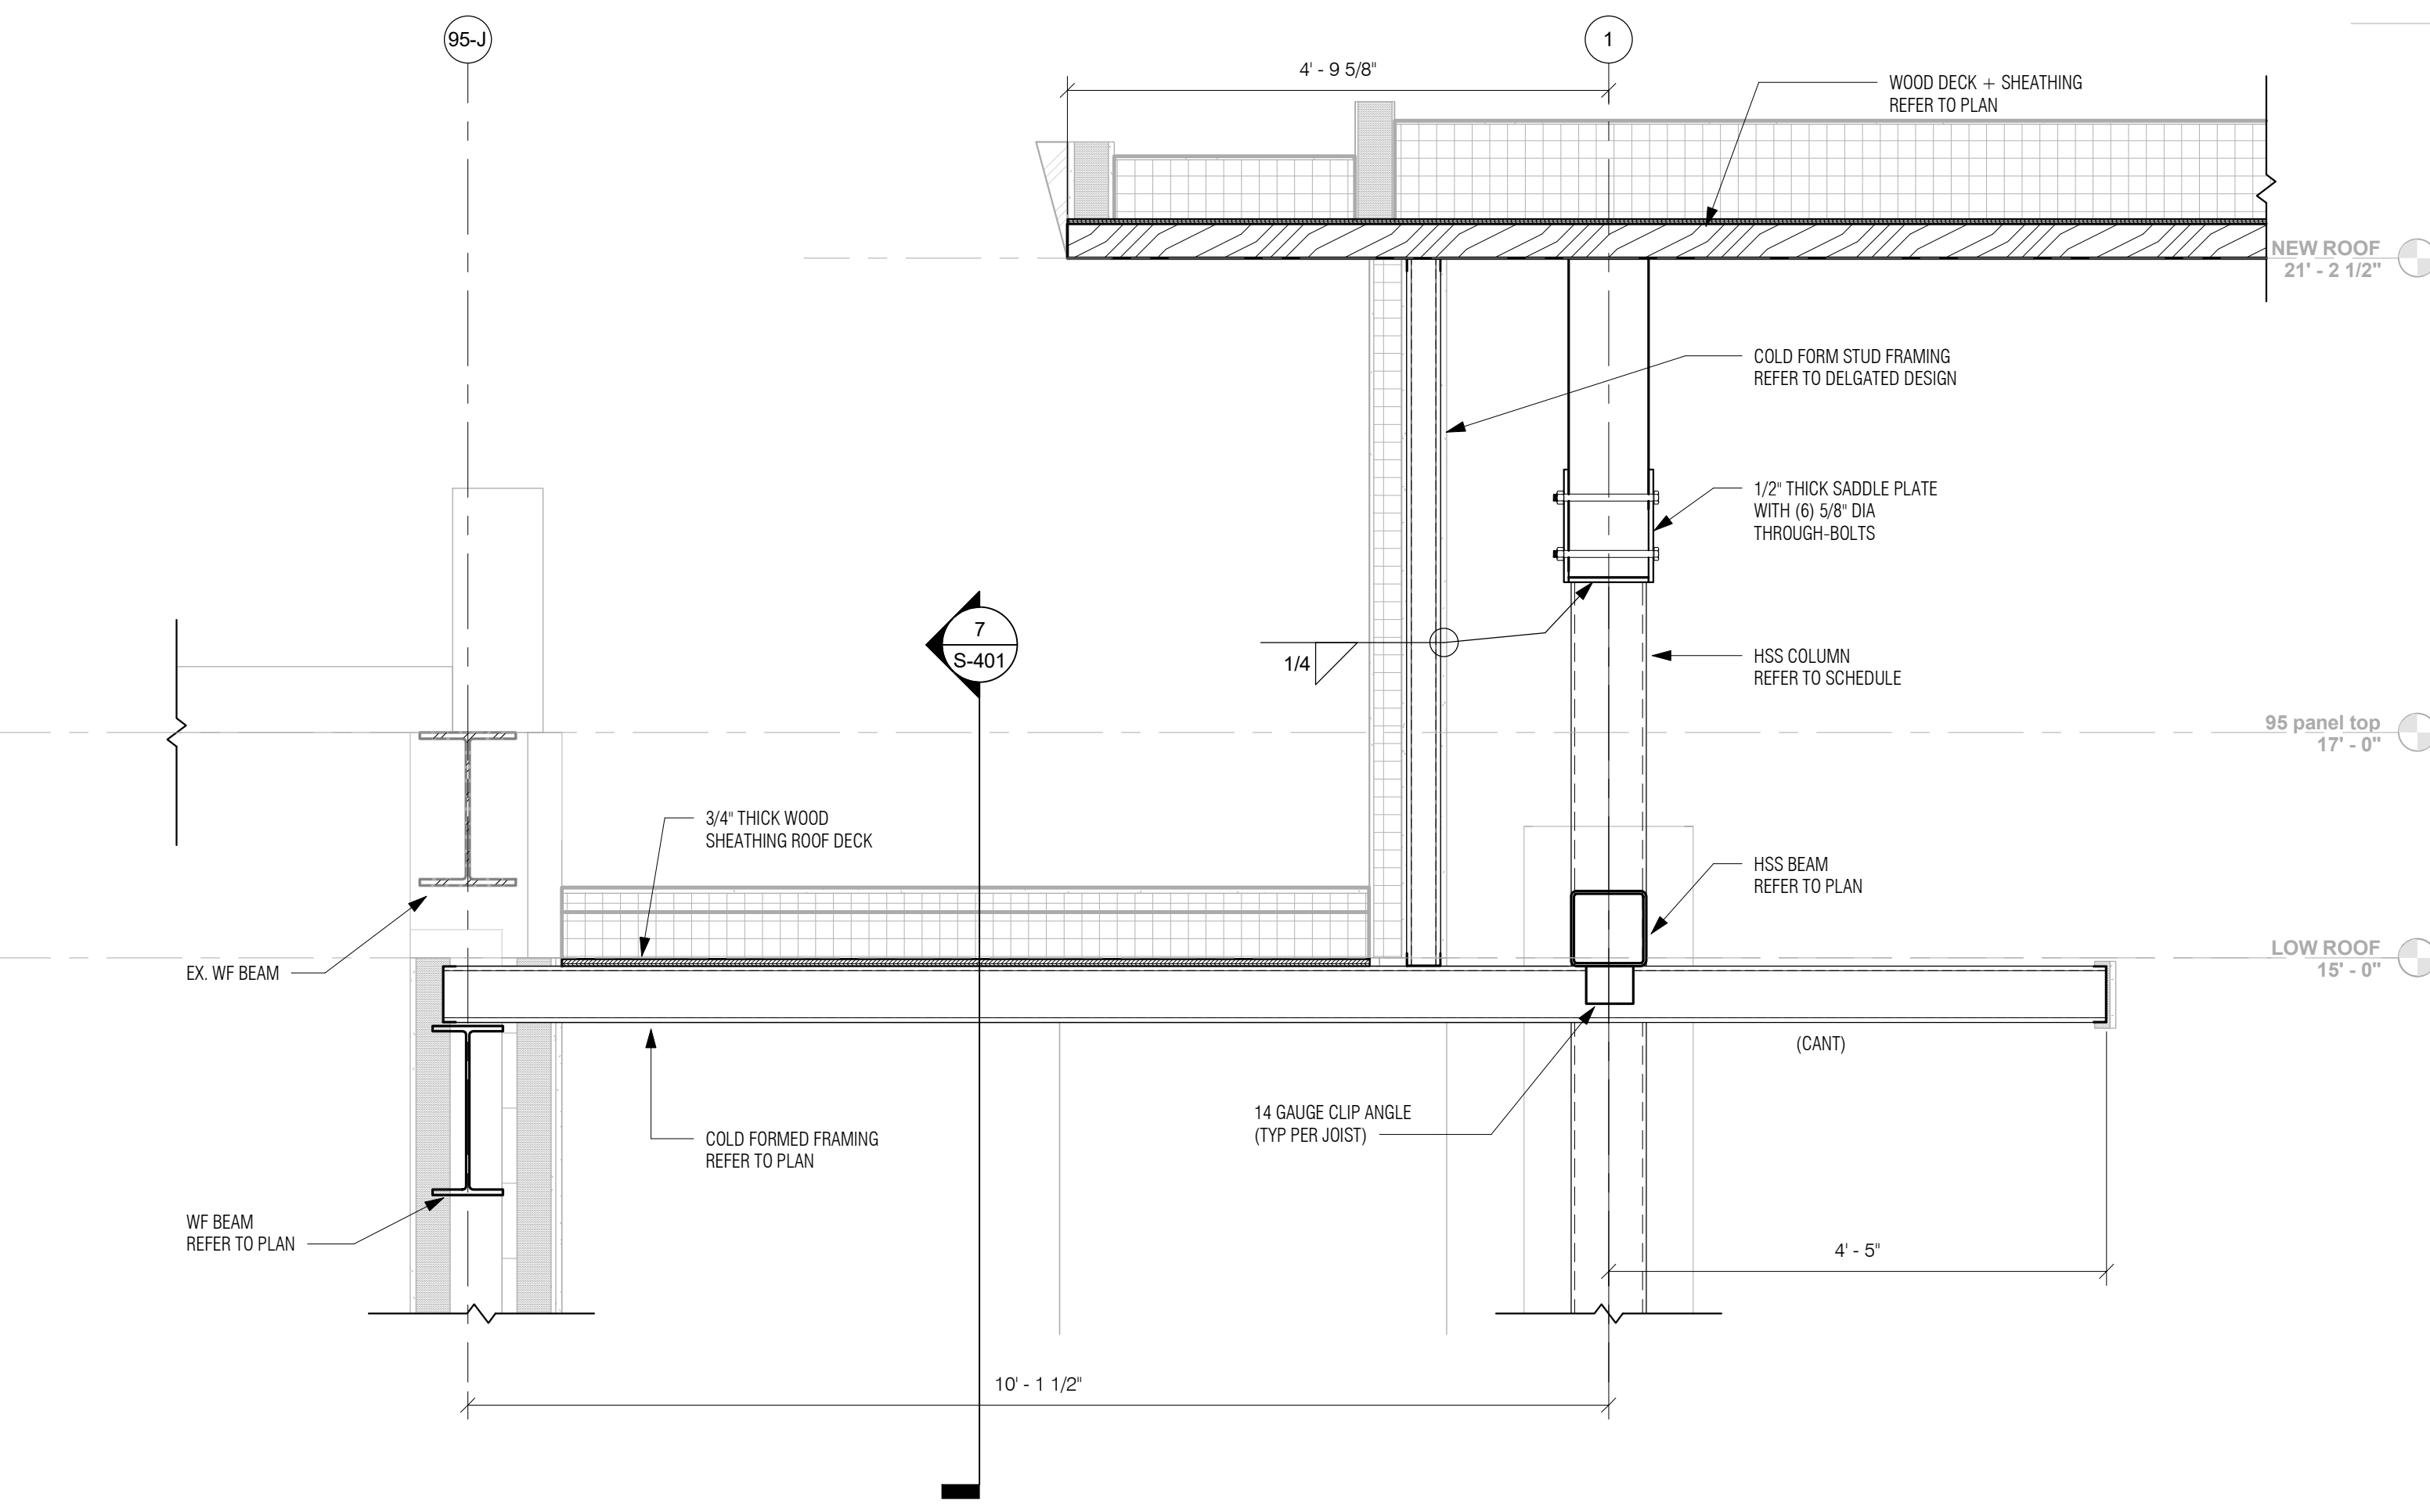 95-J
1
4' - 9 5/8"
WOOD DECK + SHEATHING
REFER TO PLAN
NEW ROOF
21' - 2 1/2"
COLD FORM STUD FRAMING
REFER TO DELGATED DESIGN
1/2" THICK SADDLE PLATE
WITH (6) 5/8" DIA
THROUGH-BOLTS
7
S-401
1/4
HSS COLUMN
REFER TO SCHEDULE
95 panel top
17' - 0"
3/4" THICK WOOD
SHEATHING ROOF DECK
HSS BEAM
REFER TO PLAN
EX. WF BEAM
LOW ROOF
15' - 0"
(CANT)
14 GAUGE CLIP ANGLE
(TYP PER JOIST)
COLD FORMED FRAMING
REFER TO PLAN
WF BEAM
REFER TO PLAN
4' - 5"
10' - 1 1/2"